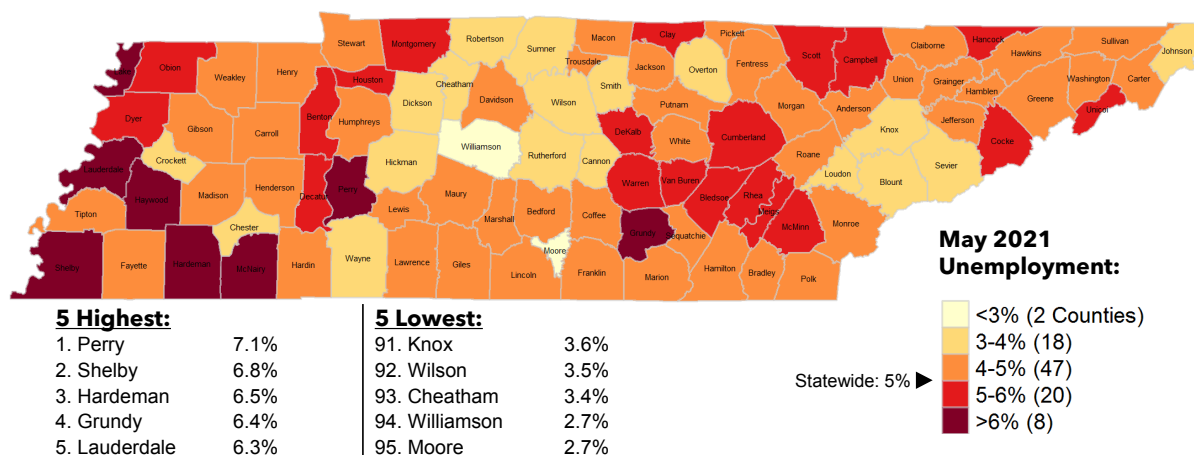 Stewart
Montgomery
Robertson
Sumner
Macon
Clay
Pickett
Scott
Campbell
Claiborne
Hancock
Hawkins
Sullivan
Johnson
Lake
Obion
Weakley
Henry
Houston
Cheatham
Trousdale
Smith
Jackson
Overton
Fentress
Union
Grainger
Hamblen
Greene
Washington
Carter
Unicoi
Dyer
Gibson
Carroll
Benton
Humphreys
Dickson
Davidson
Wilson
Putnam
Morgan
Anderson
Knox
Jefferson
Cocke
Lauderdale
Crockett
Haywood
Madison
Henderson
Decatur
Perry
Hickman
Williamson
Rutherford
Cannon
DeKalb
White
Cumberland
Roane
Loudon
Blount
Sevier
Tipton
Chester
Lewis
Maury
Marshall
Bedford
Coffee
Warren
Van Buren
Bledsoe
Rhea
Meigs
McMinn
Monroe
Shelby
Fayette
Hardeman
McNairy
Hardin
Wayne
Lawrence
Giles
Lincoln
Moore
Franklin
Grundy
Sequatchie
Marion
Hamilton
Bradley
Polk
5 Highest:
1. Perry 7.1%
2. Shelby 6.8%
3. Hardeman 6.5%
4. Grundy 6.4%
5. Lauderdale 6.3%
5 Lowest:
91. Knox 3.6%
92. Wilson 3.5%
93. Cheatham 3.4%
94. Williamson 2.7%
95. Moore 2.7%
May 2021
Unemployment:
<3% (2 Counties)
3-4% (18)
4-5% (47)
5-6% (20)
>6% (8)
Statewide: 5%